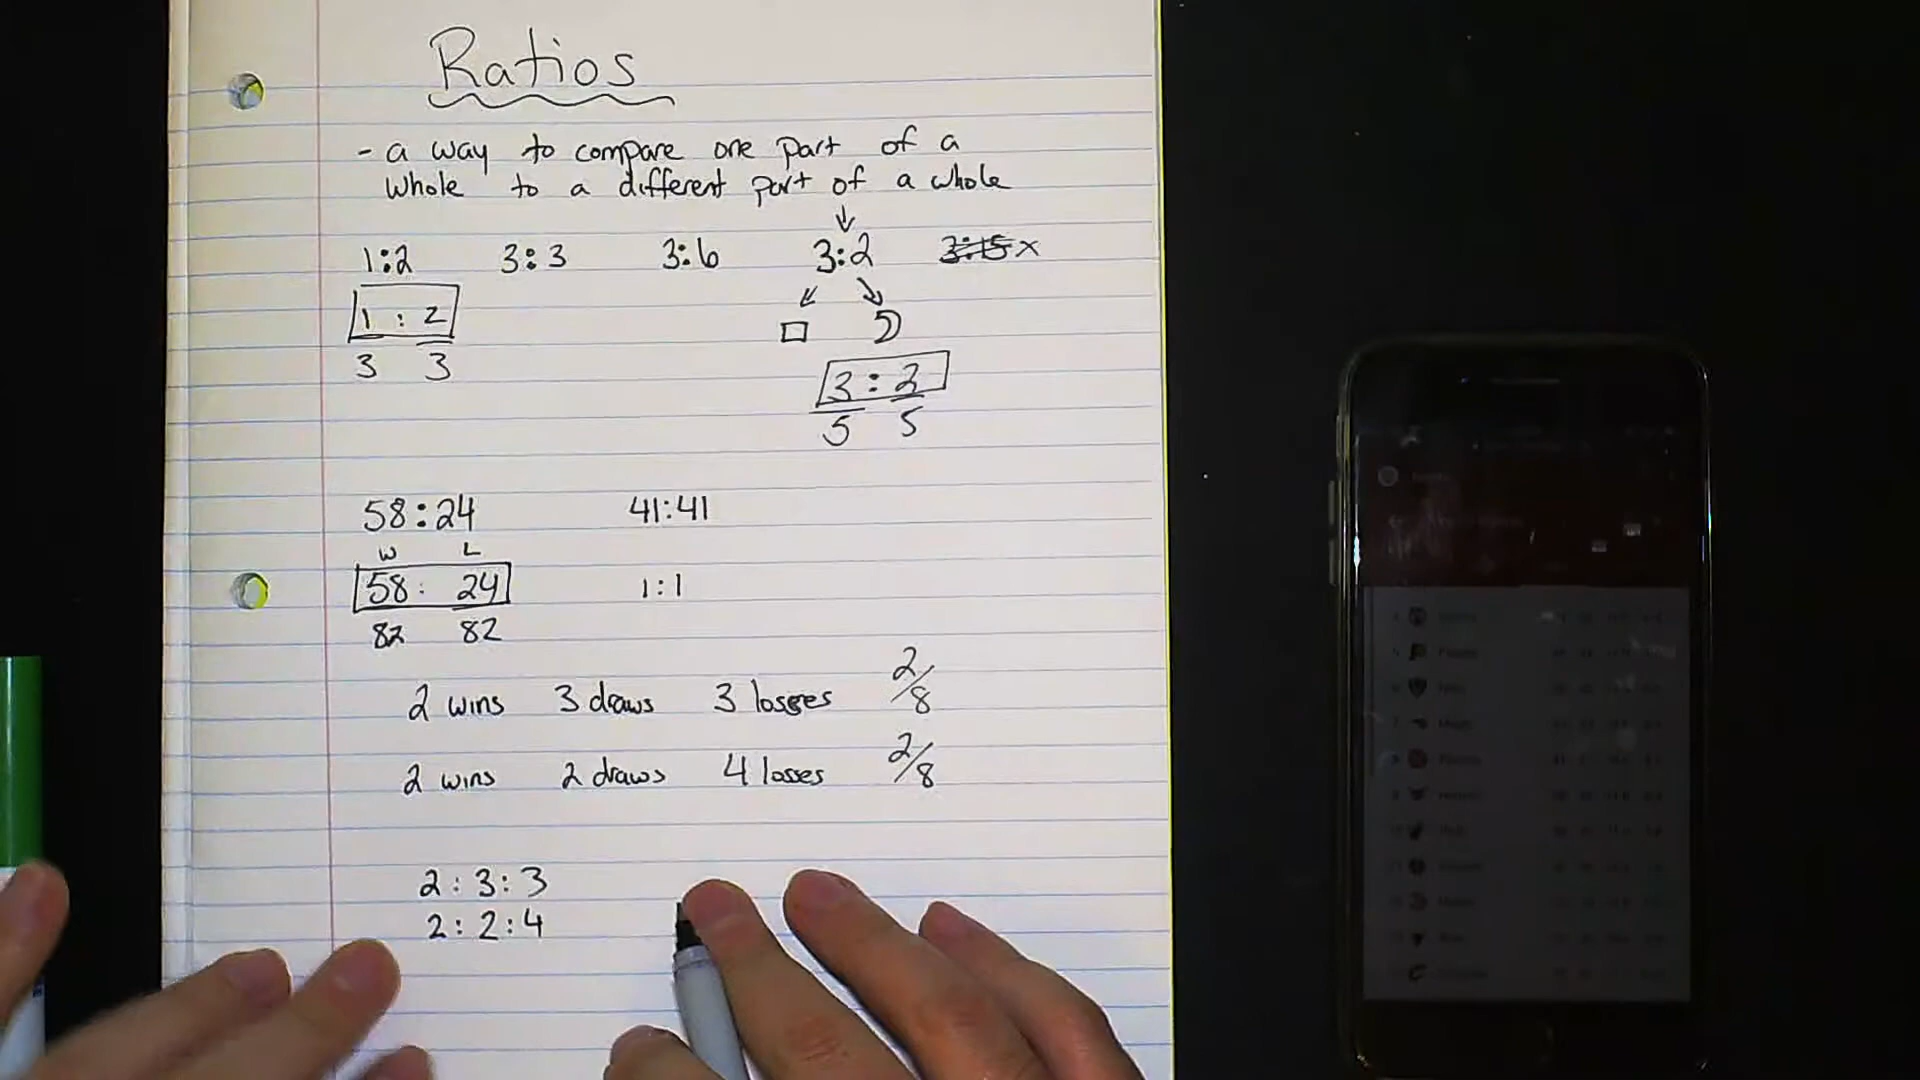 Ratios
- a way to compare one part of a
whole to a different part of a whole
1:2 3:3 3:6 3:2 3:15 x
1 : 2
3 3
3 : 2
5 5
58:24 41:41
W L
58 : 24 1:1
82 82
2 wins 3 draws 3 losses 2/8
2 wins 2 draws 4 losses 2/8
2 : 3 : 3
2 : 2 : 4